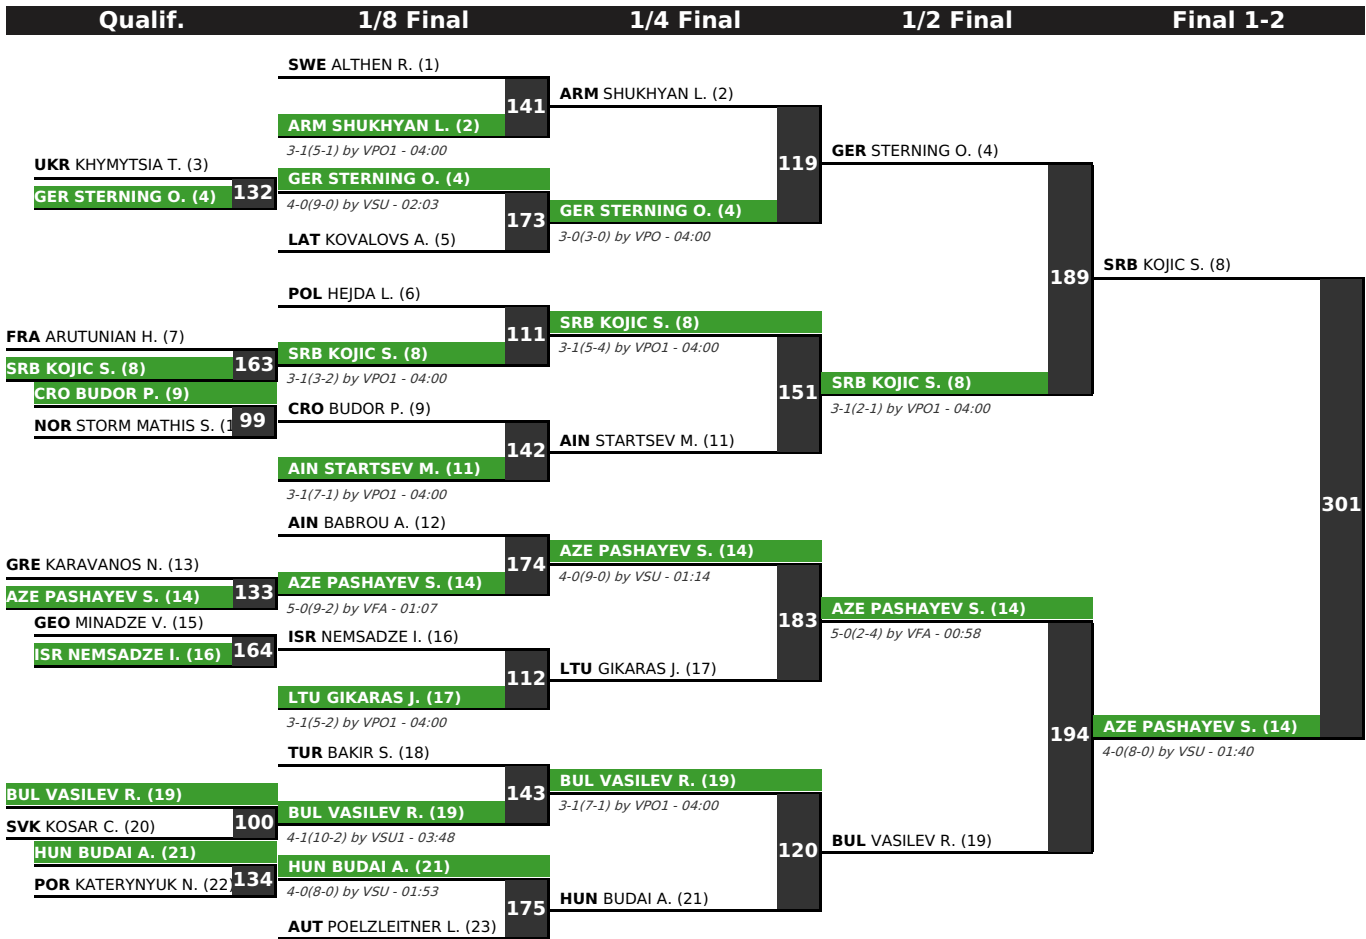 Qualif.
1/8 Final
1/4 Final
1/2 Final
Final 1-2
UKR KHYMYTSIA T. (3)
GER STERNING O. (4)
132
FRA ARUTUNIAN H. (7)
SRB KOJIC S. (8)
163
CRO BUDOR P. (9)
NOR STORM MATHIS S. (1
99
GRE KARAVANOS N. (13)
AZE PASHAYEV S. (14)
133
GEO MINADZE V. (15)
ISR NEMSADZE I. (16)
164
BUL VASILEV R. (19)
SVK KOSAR C. (20)
100
HUN BUDAI A. (21)
POR KATERYNYUK N. (22)
134
SWE ALTHEN R. (1)
ARM SHUKHYAN L. (2)
141
3-1(5-1) by VPO1 - 04:00
GER STERNING O. (4)
4-0(9-0) by VSU - 02:03
LAT KOVALOVS A. (5)
173
POL HEJDA L. (6)
SRB KOJIC S. (8)
111
3-1(3-2) by VPO1 - 04:00
CRO BUDOR P. (9)
AIN STARTSEV M. (11)
142
3-1(7-1) by VPO1 - 04:00
AIN BABROU A. (12)
AZE PASHAYEV S. (14)
174
5-0(9-2) by VFA - 01:07
ISR NEMSADZE I. (16)
LTU GIKARAS J. (17)
112
3-1(5-2) by VPO1 - 04:00
TUR BAKIR S. (18)
BUL VASILEV R. (19)
143
4-1(10-2) by VSU1 - 03:48
HUN BUDAI A. (21)
4-0(8-0) by VSU - 01:53
AUT POELZLEITNER L. (23)
175
ARM SHUKHYAN L. (2)
GER STERNING O. (4)
119
3-0(3-0) by VPO - 04:00
SRB KOJIC S. (8)
3-1(5-4) by VPO1 - 04:00
AIN STARTSEV M. (11)
151
AZE PASHAYEV S. (14)
4-0(9-0) by VSU - 01:14
LTU GIKARAS J. (17)
183
BUL VASILEV R. (19)
3-1(7-1) by VPO1 - 04:00
HUN BUDAI A. (21)
120
GER STERNING O. (4)
SRB KOJIC S. (8)
189
3-1(2-1) by VPO1 - 04:00
AZE PASHAYEV S. (14)
5-0(2-4) by VFA - 00:58
BUL VASILEV R. (19)
194
SRB KOJIC S. (8)
AZE PASHAYEV S. (14)
301
4-0(8-0) by VSU - 01:40